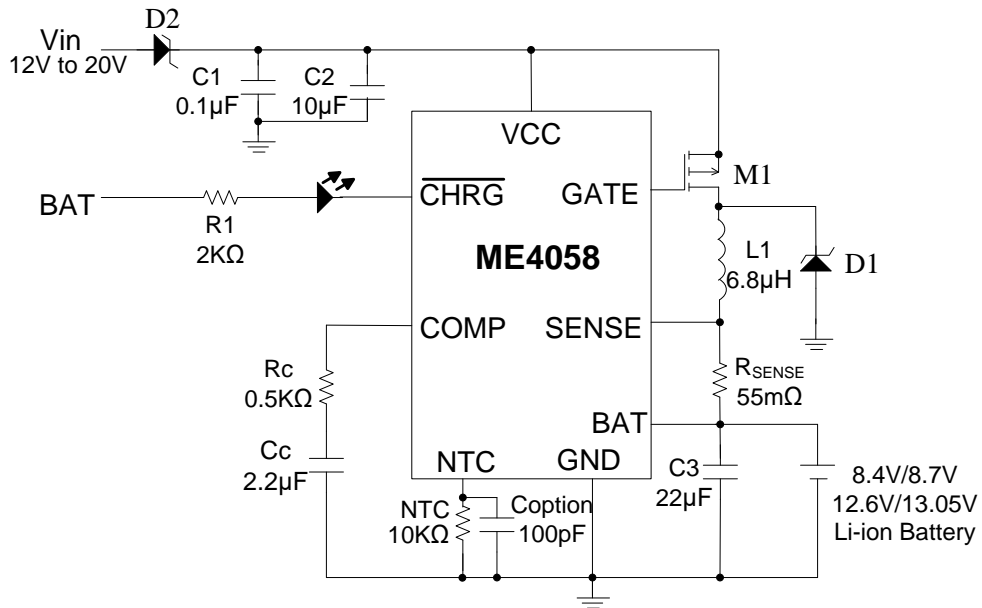 D2
Vin
12V to 20V
C1
0.1µF
C2
10µF
VCC
BAT
R1
2KΩ
CHRG
GATE
M1
ME4058
L1
6.8µH
D1
COMP
SENSE
Rc
0.5KΩ
RSENSE
55mΩ
Cc
2.2µF
BAT
NTC
GND
C3
22µF
8.4V/8.7V
12.6V/13.05V
Li-ion Battery
NTC
10KΩ
Coption
100pF